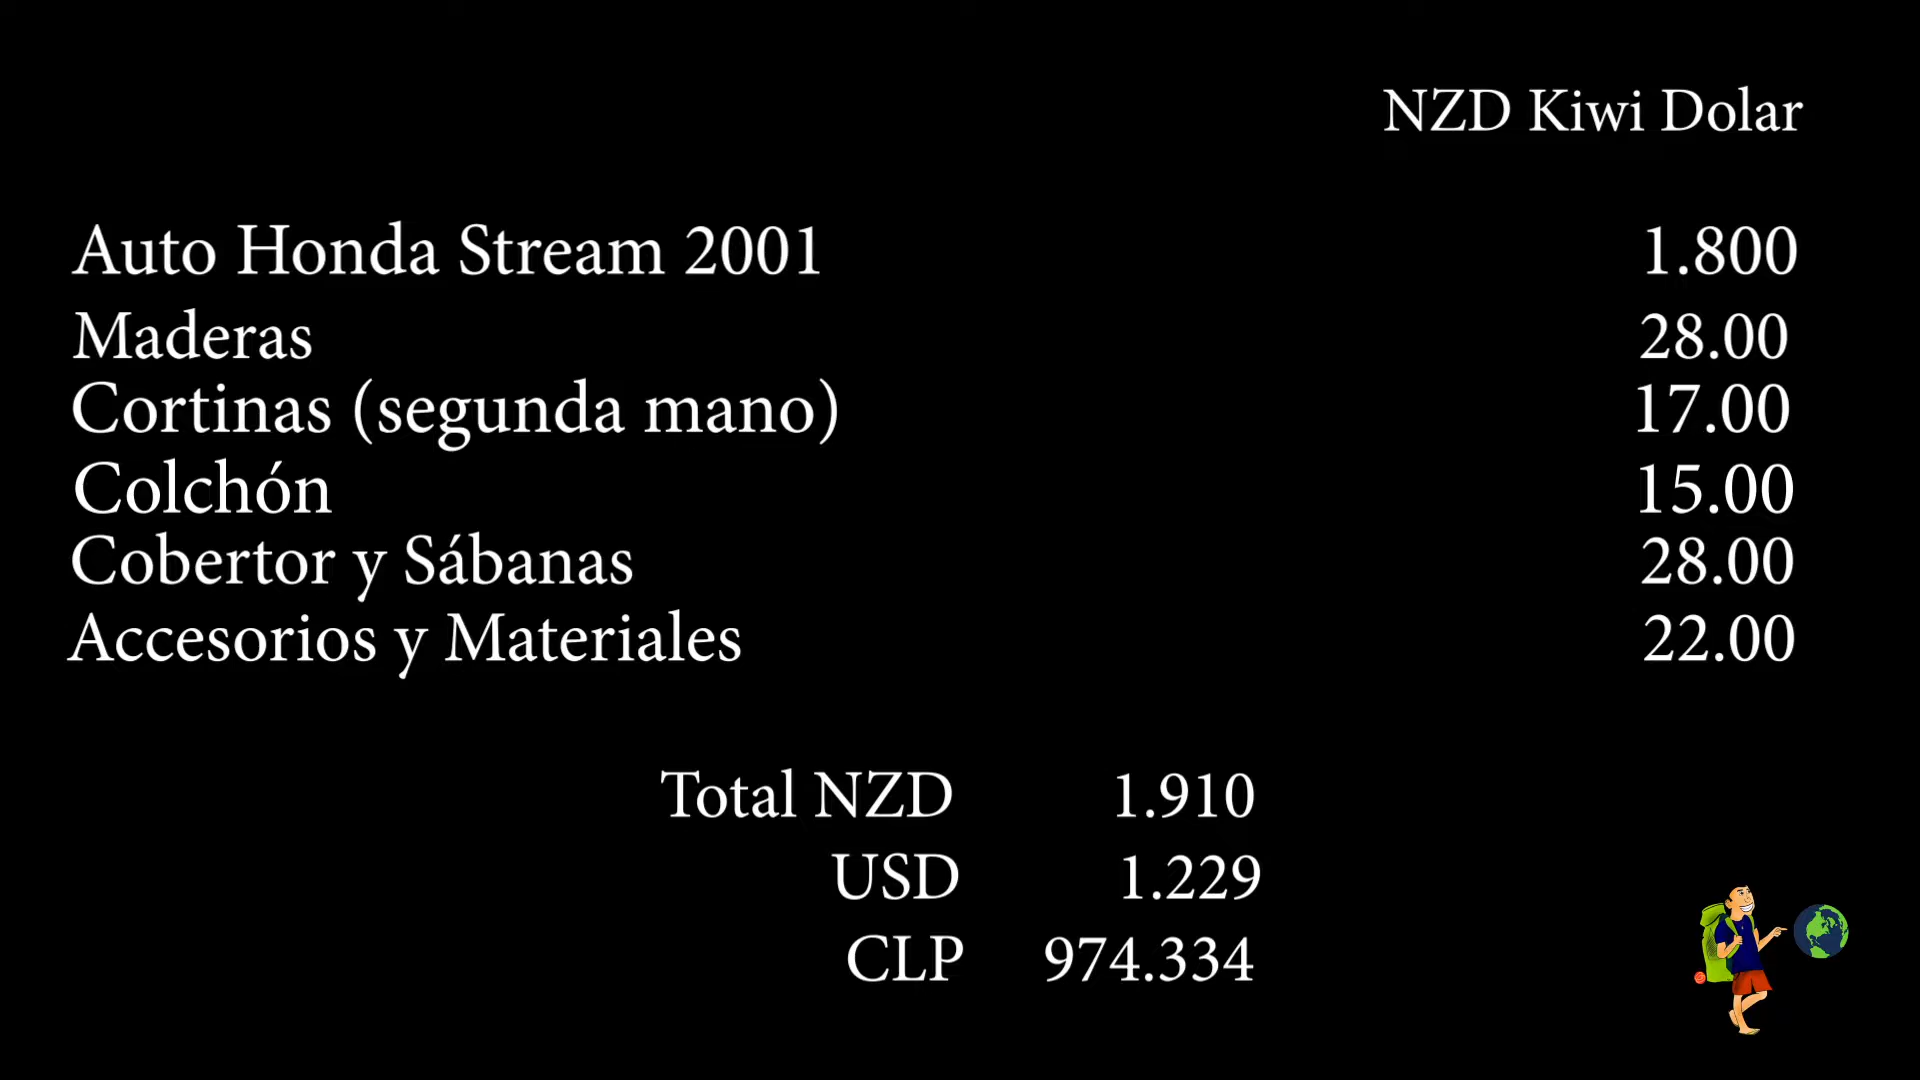 NZD Kiwi Dolar
Auto Honda Stream 2001 1.800
Maderas 28.00
Cortinas (segunda mano) 17.00
Colchón 15.00
Cobertor y Sábanas 28.00
Accesorios y Materiales 22.00
Total NZD 1.910
USD 1.229
CLP 974.334